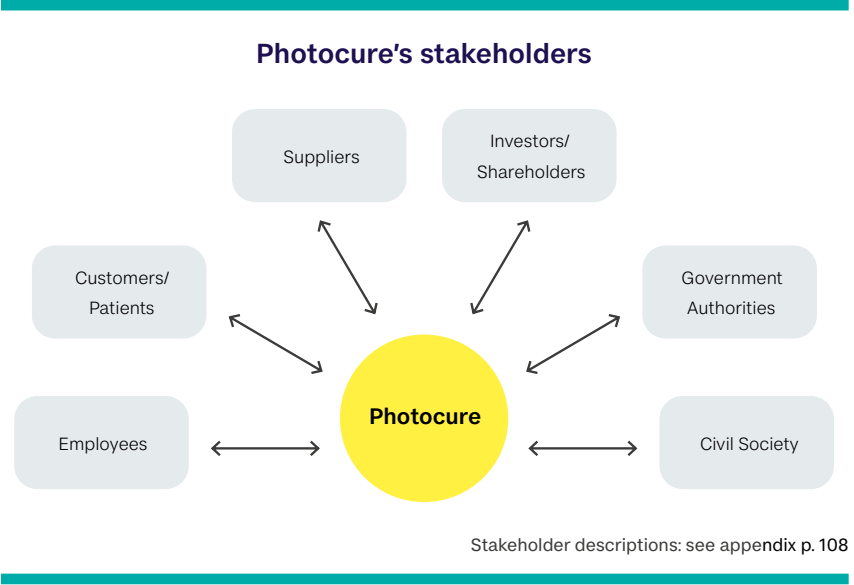 Photocure's stakeholders
Suppliers
Investors/
Shareholders
Customers/
Patients
Government
Authorities
Photocure
Employees
Civil Society
Stakeholder descriptions: see appendix p. 108